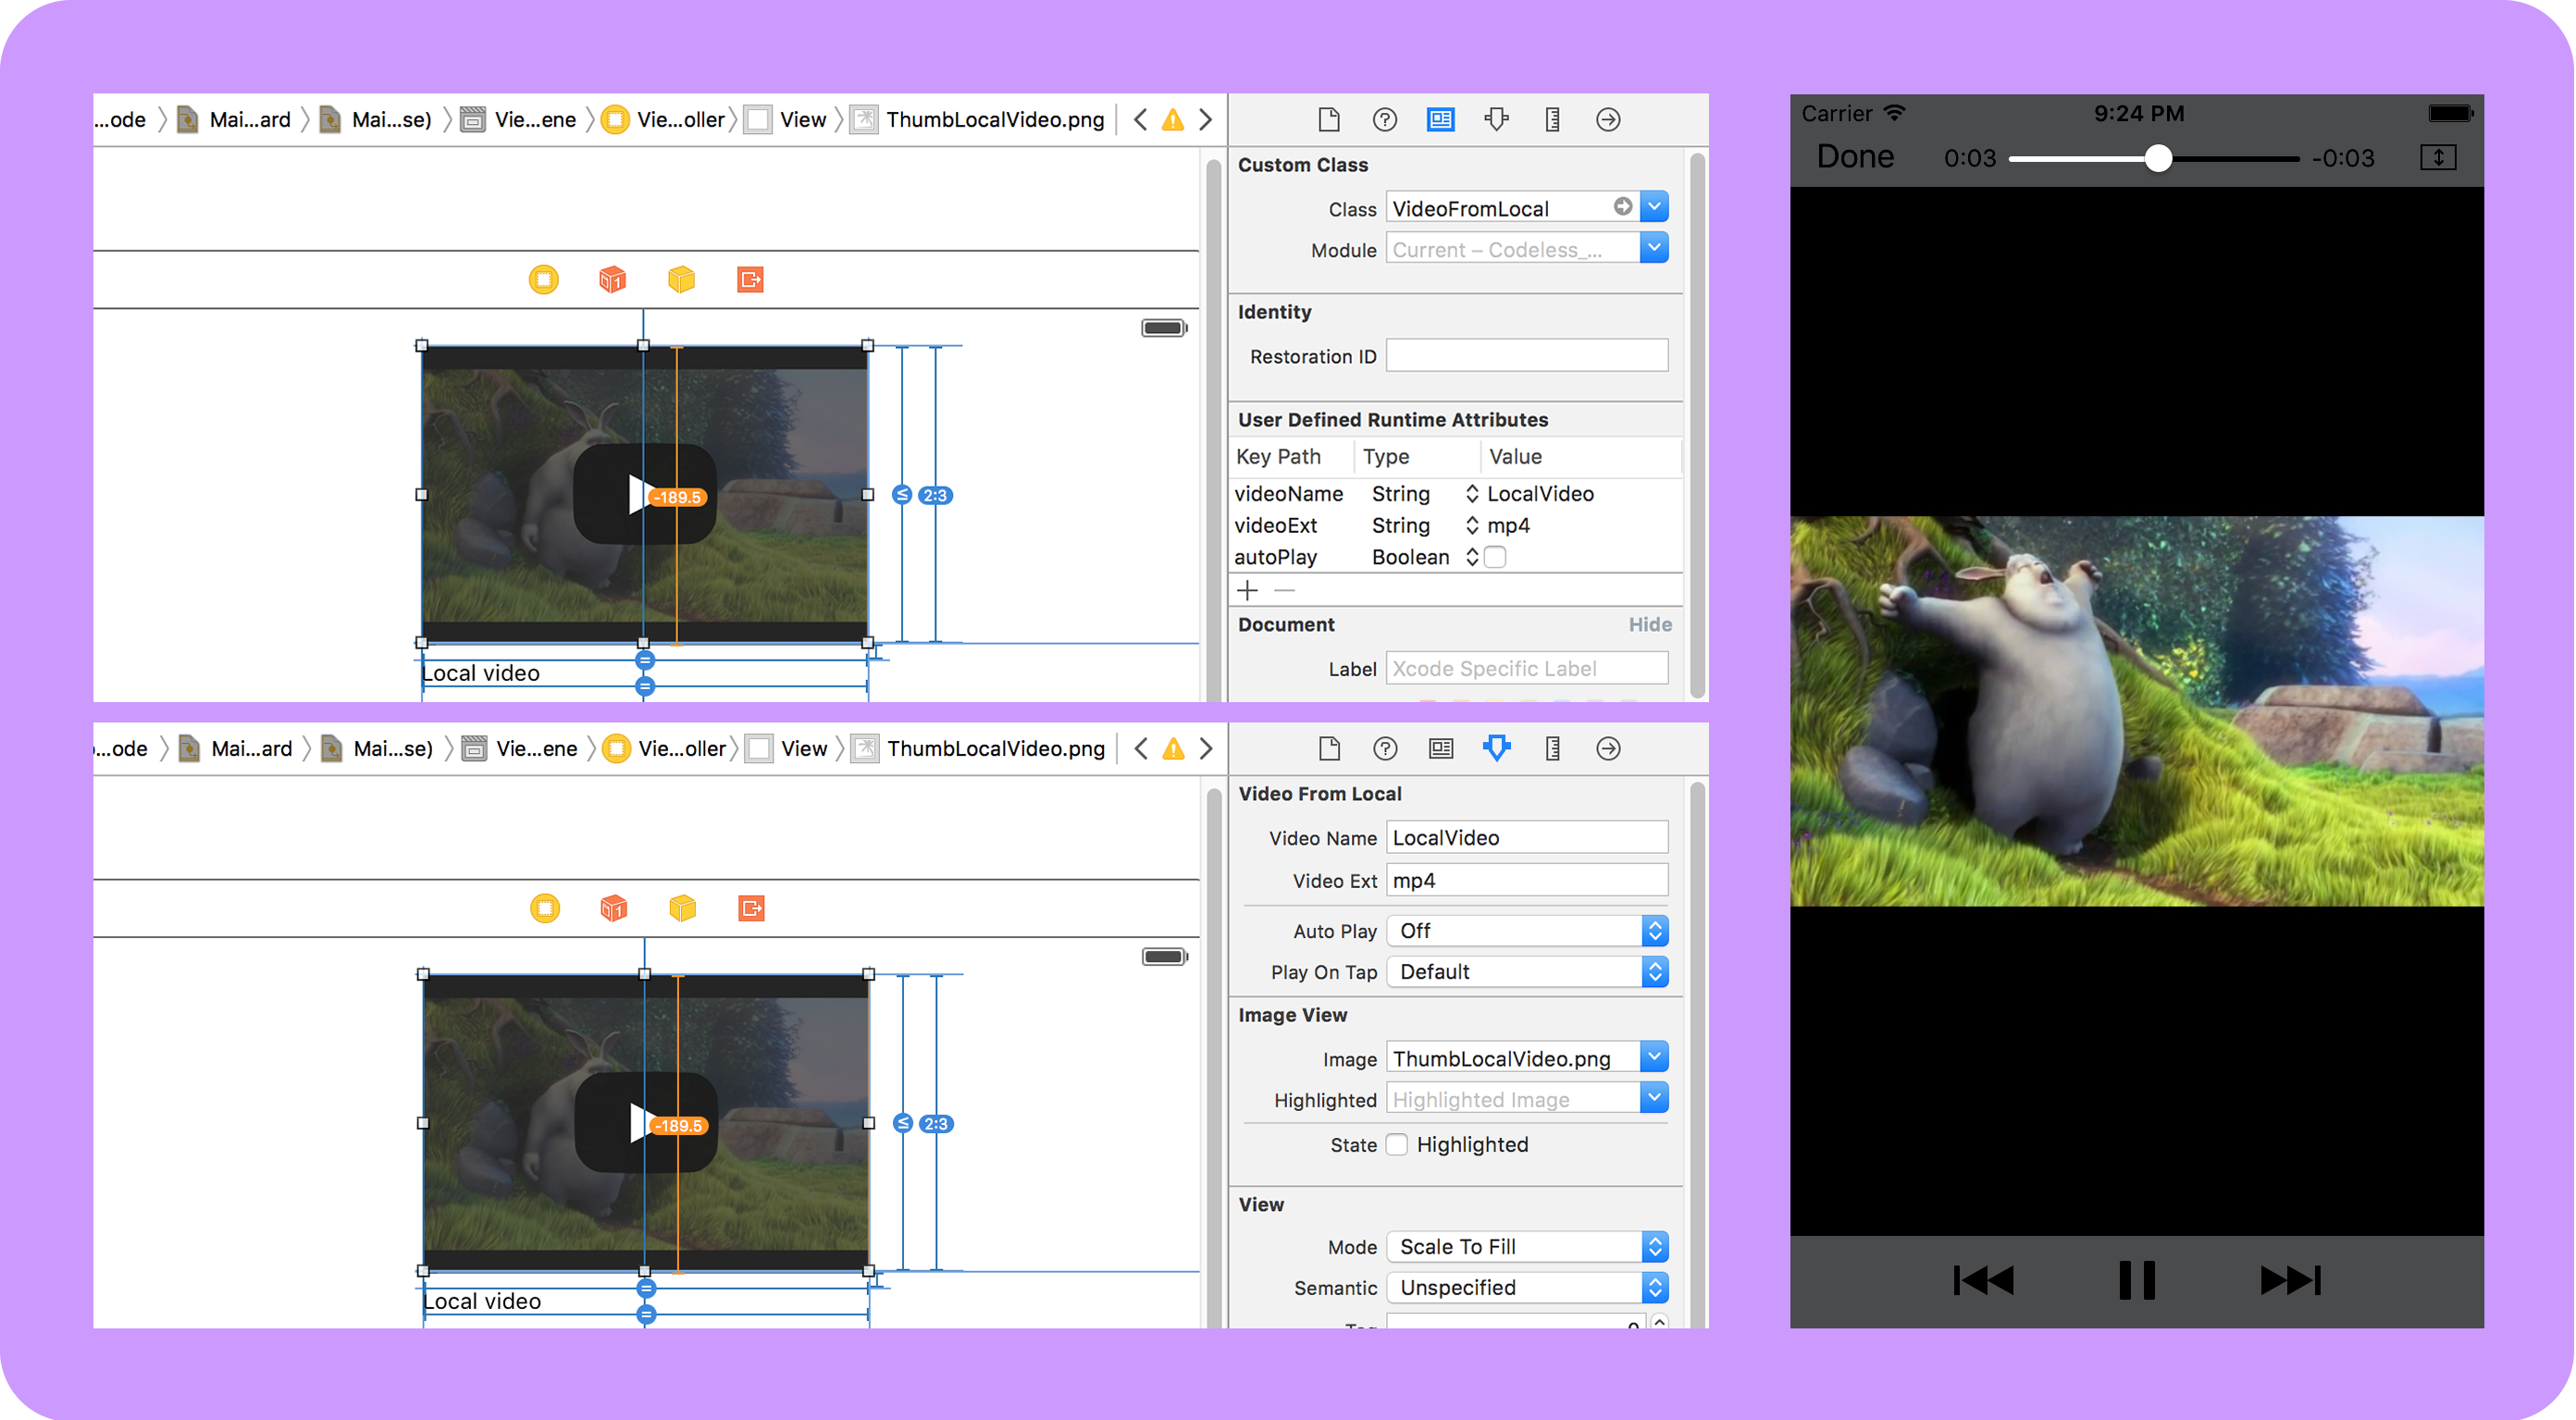 ...ode Mai...ard Mai...se) Vie...ene Vie...oller View ThumbLocalVideo.png
-189.5
≤ 2:3
=
Local video
=
Custom Class
Class VideoFromLocal
Module Current – Codeless_...
Identity
Restoration ID
User Defined Runtime Attributes
Key Path Type Value
videoName String LocalVideo
videoExt String mp4
autoPlay Boolean
Document Hide
Label Xcode Specific Label
...ode Mai...ard Mai...se) Vie...ene Vie...oller View ThumbLocalVideo.png
-189.5
≤ 2:3
=
Local video
=
Video From Local
Video Name LocalVideo
Video Ext mp4
Auto Play Off
Play On Tap Default
Image View
Image ThumbLocalVideo.png
Highlighted Highlighted Image
State Highlighted
View
Mode Scale To Fill
Semantic Unspecified
Carrier 9:24 PM
Done 0:03 -0:03